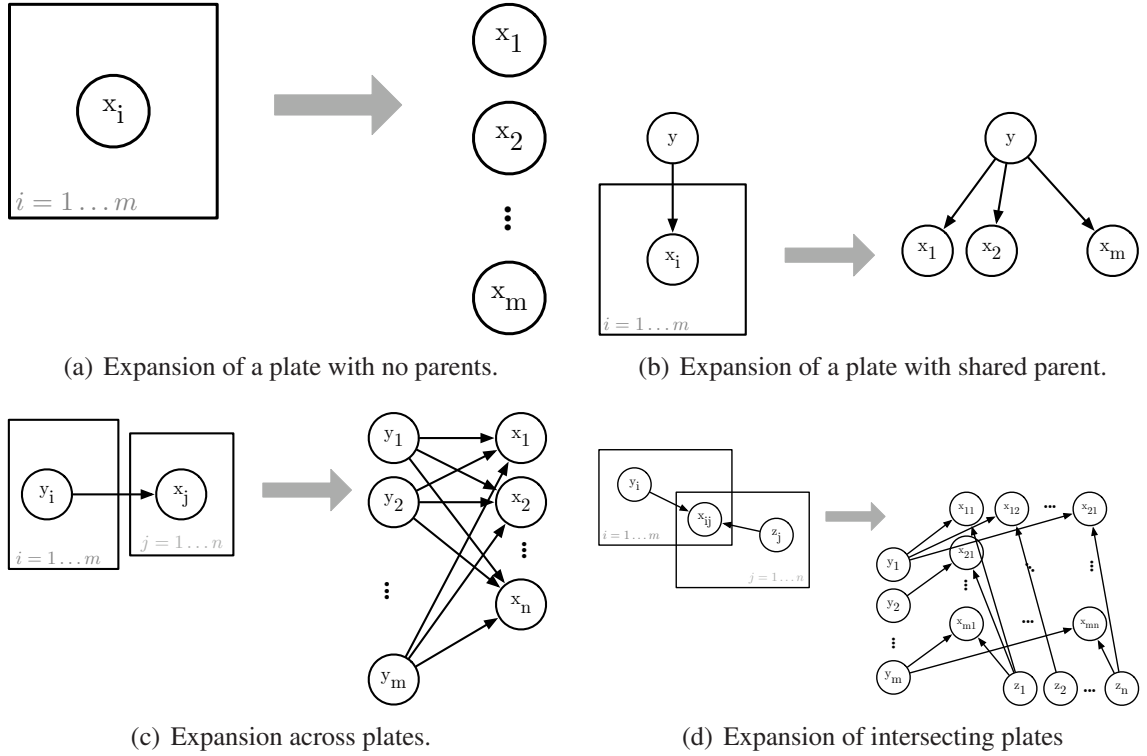 x_i
i = 1 … m
x_1
x_2
x_m
(a) Expansion of a plate with no parents.
y
x_i
i = 1 … m
y
x_1 x_2 x_m
(b) Expansion of a plate with shared parent.
y_i
i = 1 … m
x_j
j = 1 … n
y_1 x_1
y_2 x_2
x_n
y_m
(c) Expansion across plates.
y_i
x_ij
i = 1 … m
z_j
j = 1 … n
x_11 x_12 ... x_21
y_1 x_21
y_2
x_m1 ... x_mn
y_m z_1 z_2 ... z_n
(d) Expansion of intersecting plates